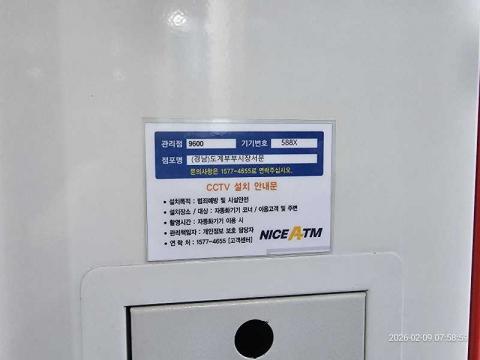 관리점 9600 기기번호 588X
점포명 (경남)도계부부시장서문
문의사항은 1577-4655로 연락주십시오.
CCTV 설치 안내문
• 설치목적 : 범죄예방 및 시설안전
• 설치장소 / 대상 : 자동화기기 코너 / 이용고객 및 주변
• 촬영시간 : 자동화기기 이용 시
• 관리책임자 : 개인정보 보호 담당자
• 연 락 처 : 1577-4655 [고객센터]
NICE ATM
2026-02-09 07:58:59